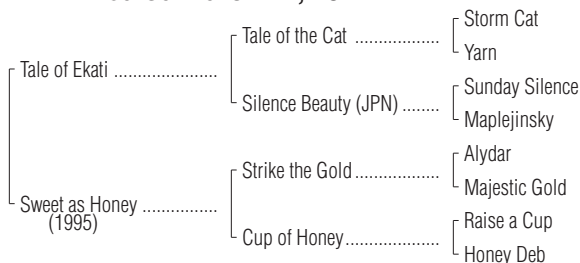 Storm Cat
Tale of the Cat ..................
Yarn
Tale of Ekati .....................
Sunday Silence
Silence Beauty (JPN) ........
Maplejinsky
Alydar
Strike the Gold ..................
Majestic Gold
Sweet as Honey ...............
(1995)
Raise a Cup
Cup of Honey....................
Honey Deb